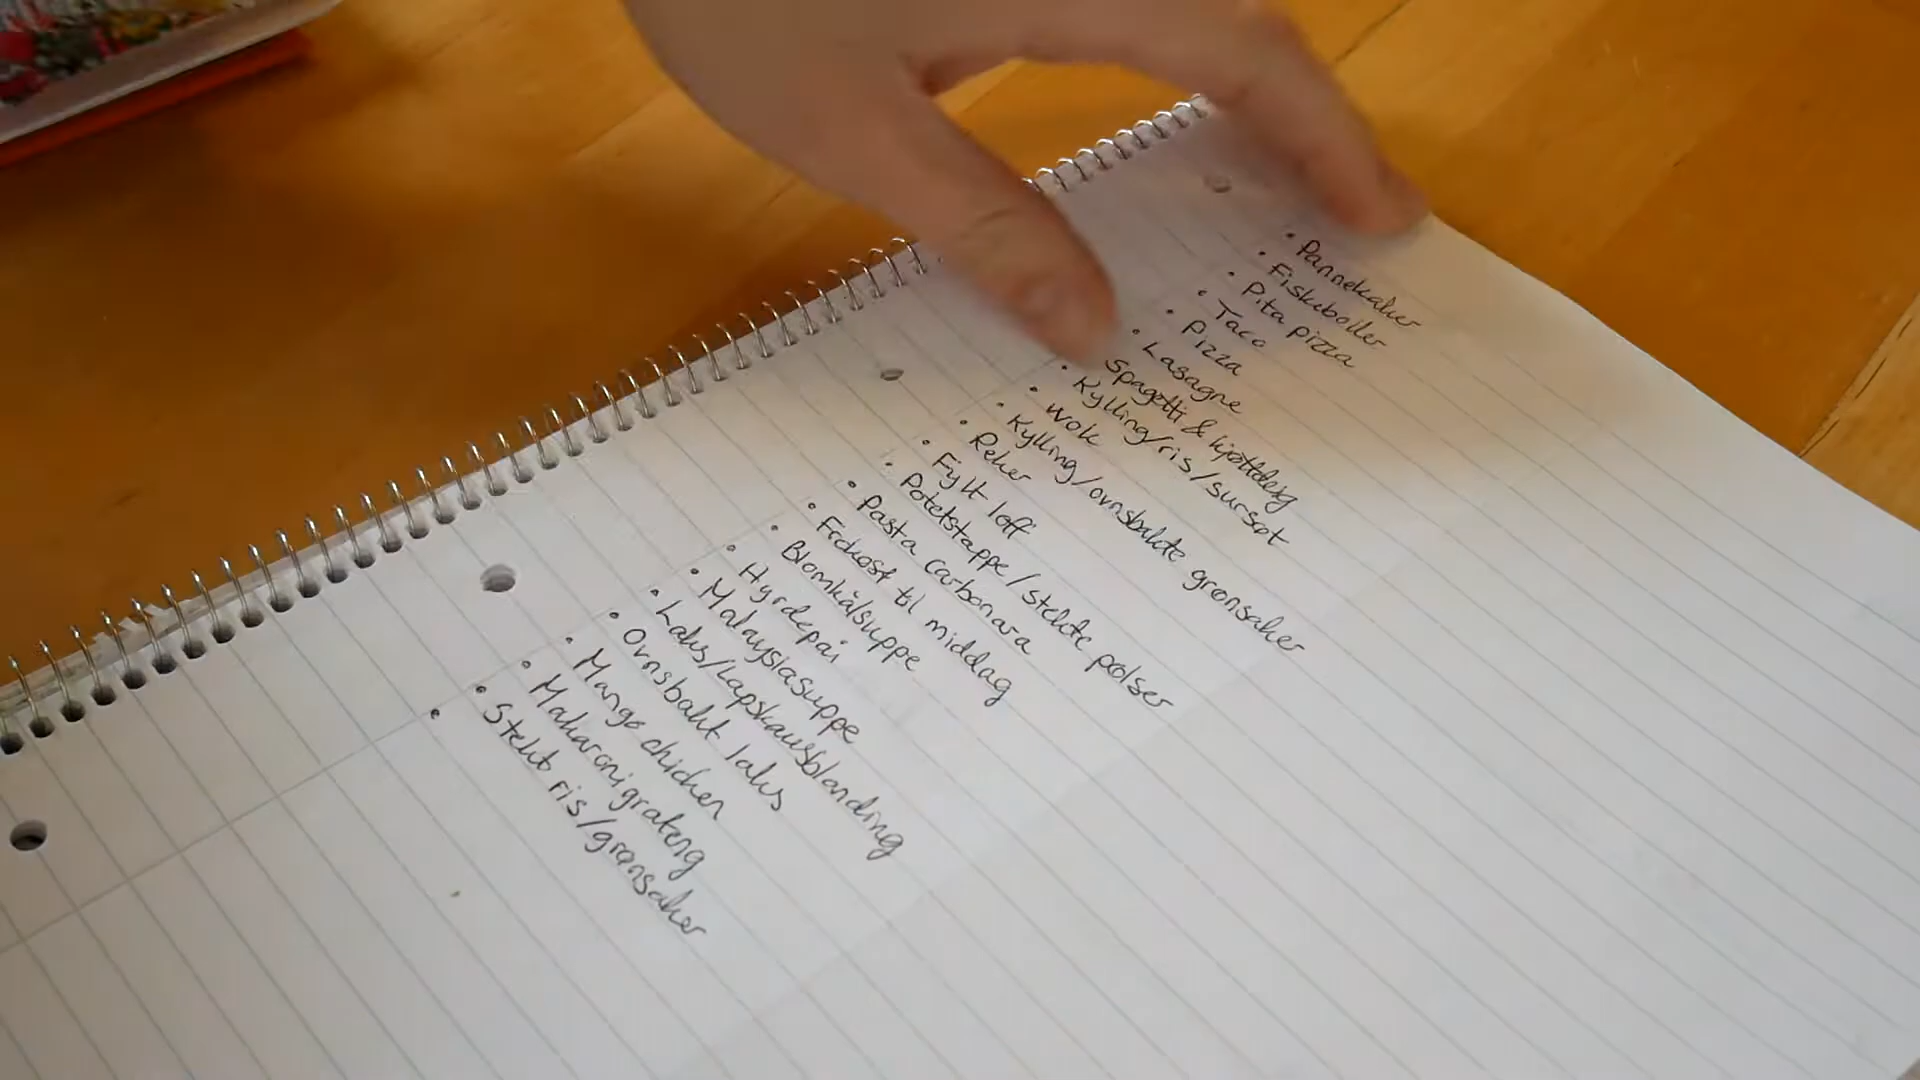 • Pannekaker
• Fiskeboller
• Pita pizza
• Taco
• Pizza
• Lasagne
Spagetti & kjøttdeig
• Kylling/ris/sursøt
• Wok
• Kylling/ovnsbakte grønsaker
• Reker
• Fylt loff
• Potetstappe/stekte pølser
• Pasta carbonara
• Frokost til middag
• Blomkålsuppe
• Hyrdepai
• Malaysiasuppe
• Laks/lapskausblanding
• Ovnsbakt laks
• Mango chicken
• Makaronigrateng
• Stekt ris/grønsaker
•